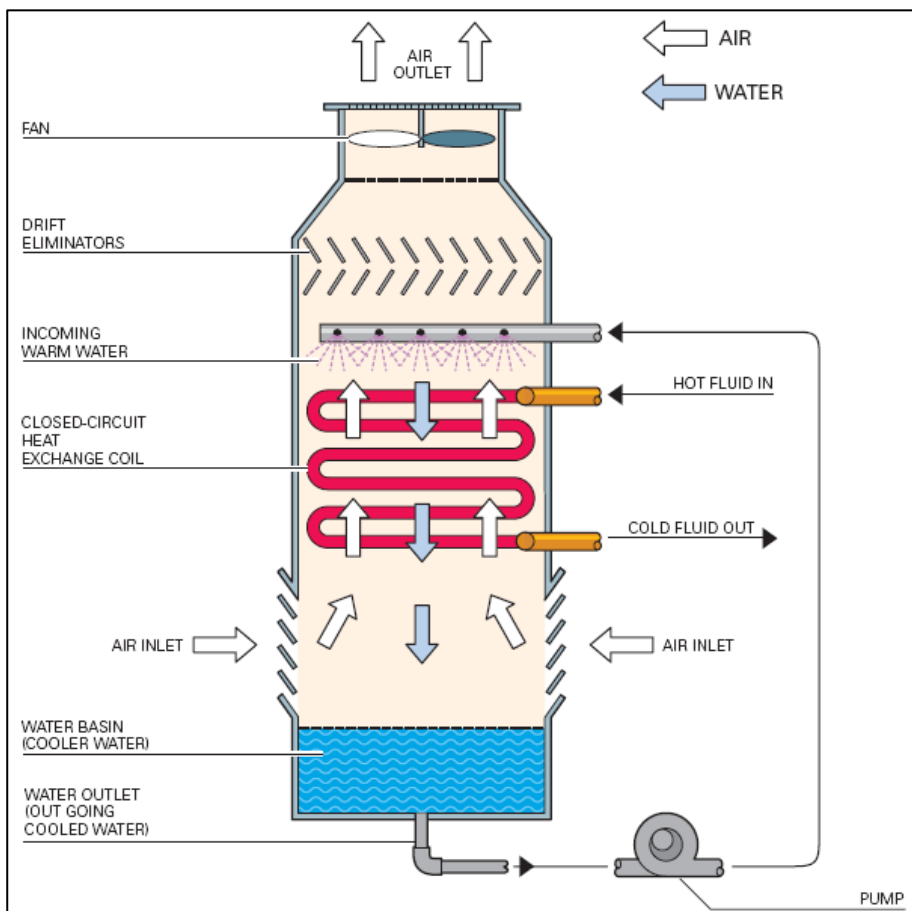 AIR
OUTLET
AIR
WATER
FAN
DRIFT
ELIMINATORS
INCOMING
WARM WATER
HOT FLUID IN
CLOSED-CIRCUIT
HEAT
EXCHANGE COIL
COLD FLUID OUT
AIR INLET
AIR INLET
WATER BASIN
(COOLER WATER)
WATER OUTLET
(OUT GOING
COOLED WATER)
PUMP